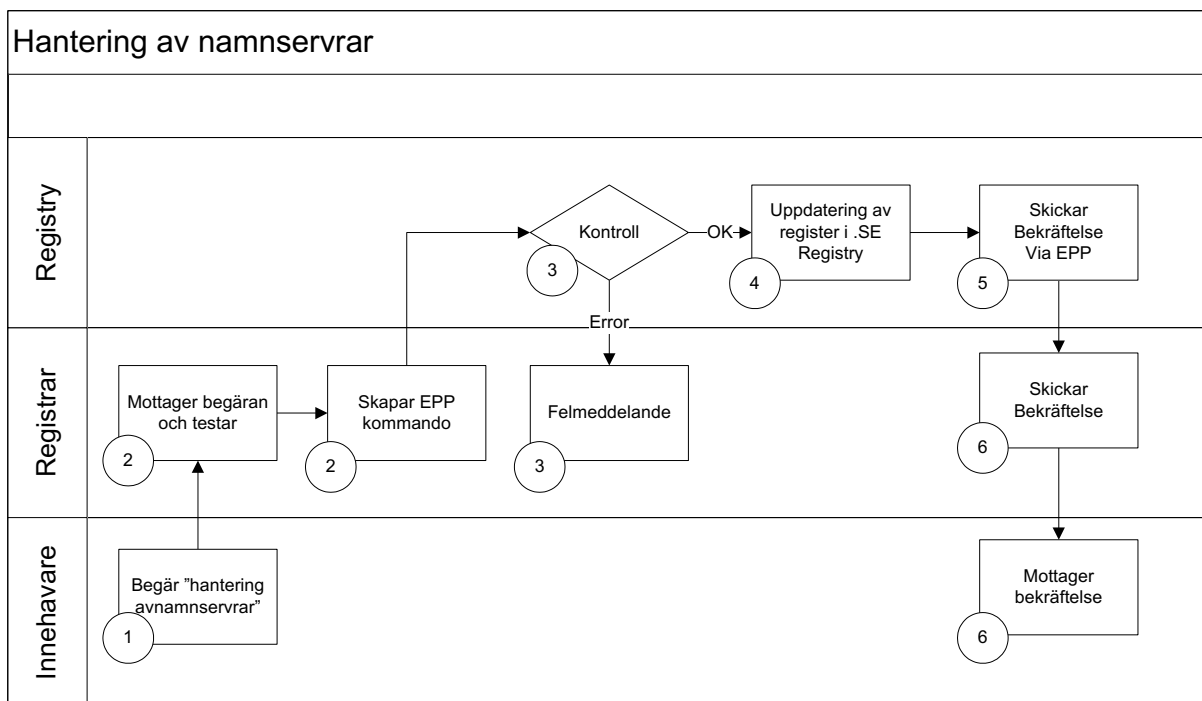 Hantering av namnservrar
Registry
Kontroll
3
OK
Uppdatering av
register i .SE
Registry
4
Skickar
Bekräftelse
Via EPP
5
Error
Registrar
Mottager begäran
och testar
2
Skapar EPP
kommando
2
Felmeddelande
3
Skickar
Bekräftelse
6
Innehavare
Begär ”hantering
avnamnservrar”
1
Mottager
bekräftelse
6